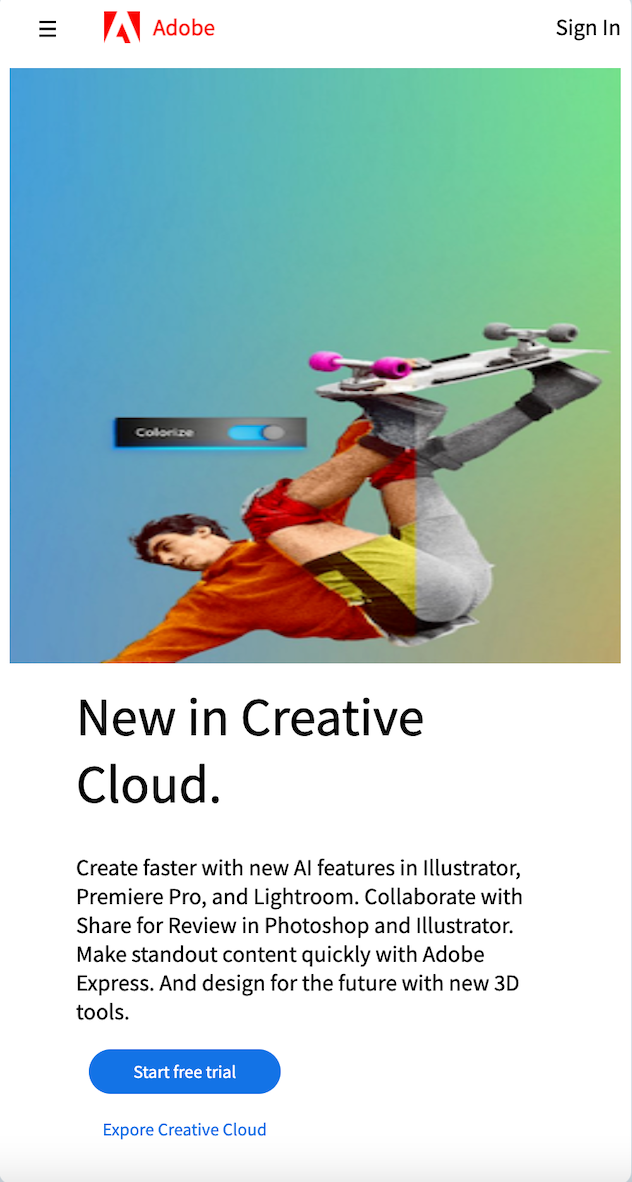 Adobe
Sign In
Colorize
New in Creative
Cloud.
Create faster with new AI features in Illustrator,
Premiere Pro, and Lightroom. Collaborate with
Share for Review in Photoshop and Illustrator.
Make standout content quickly with Adobe
Express. And design for the future with new 3D
tools.
Start free trial
Expore Creative Cloud